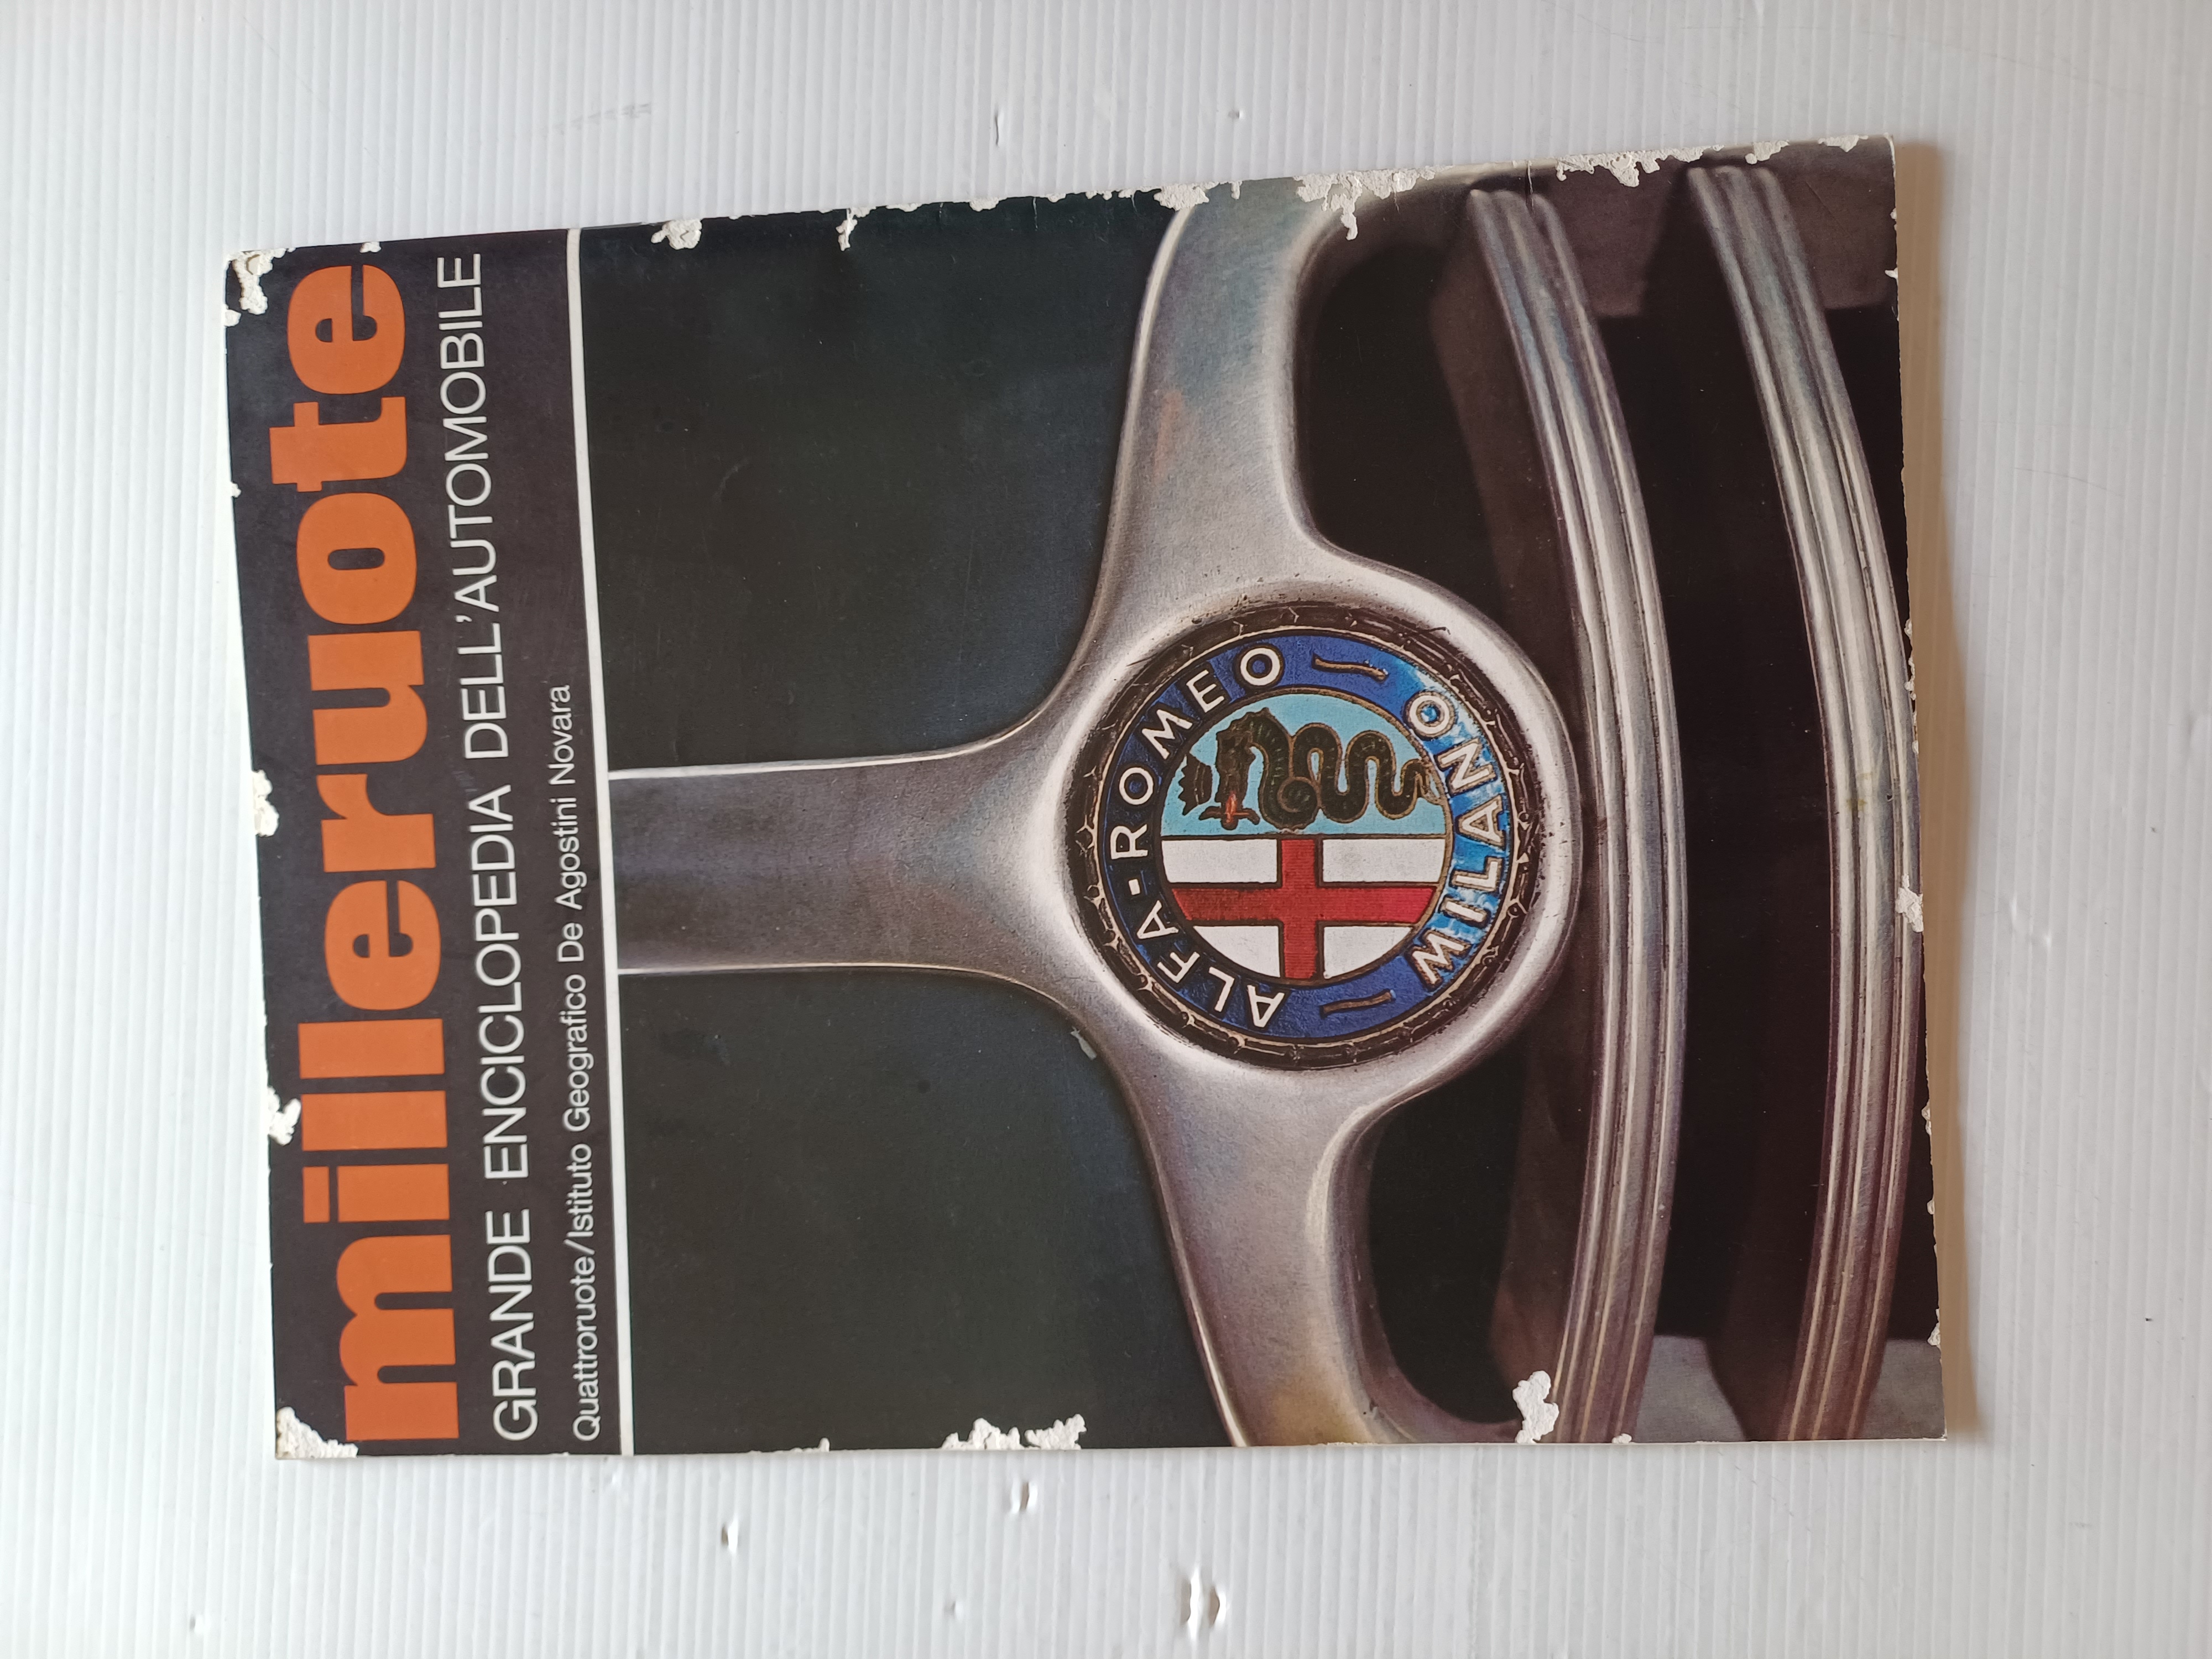 milleruote
GRANDE ENCICLOPEDIA DELL'AUTOMOBILE
Quattroruote/Istituto Geografico De Agostini Novara
ALFA-ROMEO
MILANO